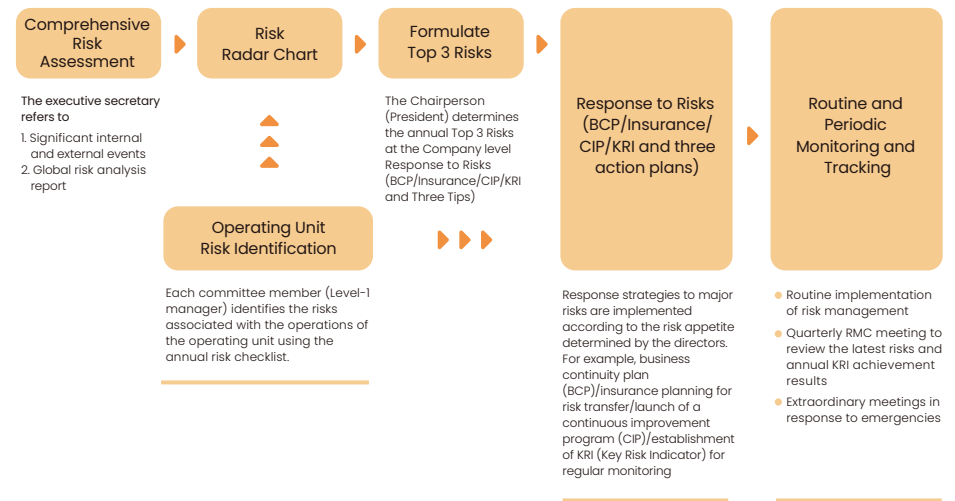 Comprehensive
Risk
Assessment
The executive secretary
refers to
1. Significant internal
and external events
2. Global risk analysis
report
Risk
Radar Chart
Operating Unit
Risk Identification
Each committee member (Level-1
manager) identifies the risks
associated with the operations of
the operating unit using the
annual risk checklist.
Formulate
Top 3 Risks
The Chairperson
(President) determines
the annual Top 3 Risks
at the Company level
Response to Risks
(BCP/Insurance/CIP/KRI
and Three Tips)
Response to Risks
(BCP/Insurance/
CIP/KRI and three
action plans)
Response strategies to major
risks are implemented
according to the risk appetite
determined by the directors.
For example, business
continuity plan
(BCP)/insurance planning for
risk transfer/launch of a
continuous improvement
program (CIP)/establishment
of KRI (Key Risk Indicator) for
regular monitoring
Routine and
Periodic
Monitoring and
Tracking
Routine implementation
of risk management
Quarterly RMC meeting to
review the latest risks and
annual KRI achievement
results
Extraordinary meetings in
response to emergencies